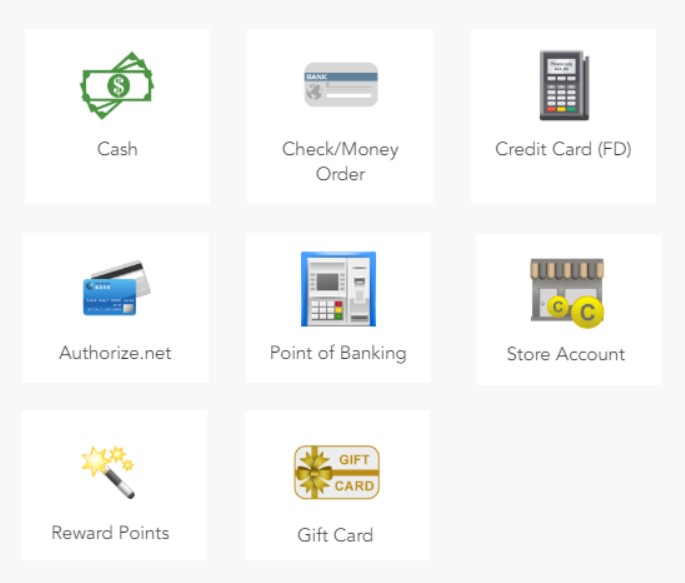 $
Cash
BANK
Check/Money
Order
Credit Card (FD)
BANK
Authorize.net
Point of Banking
C C
Store Account
Reward Points
GIFT
CARD
Gift Card